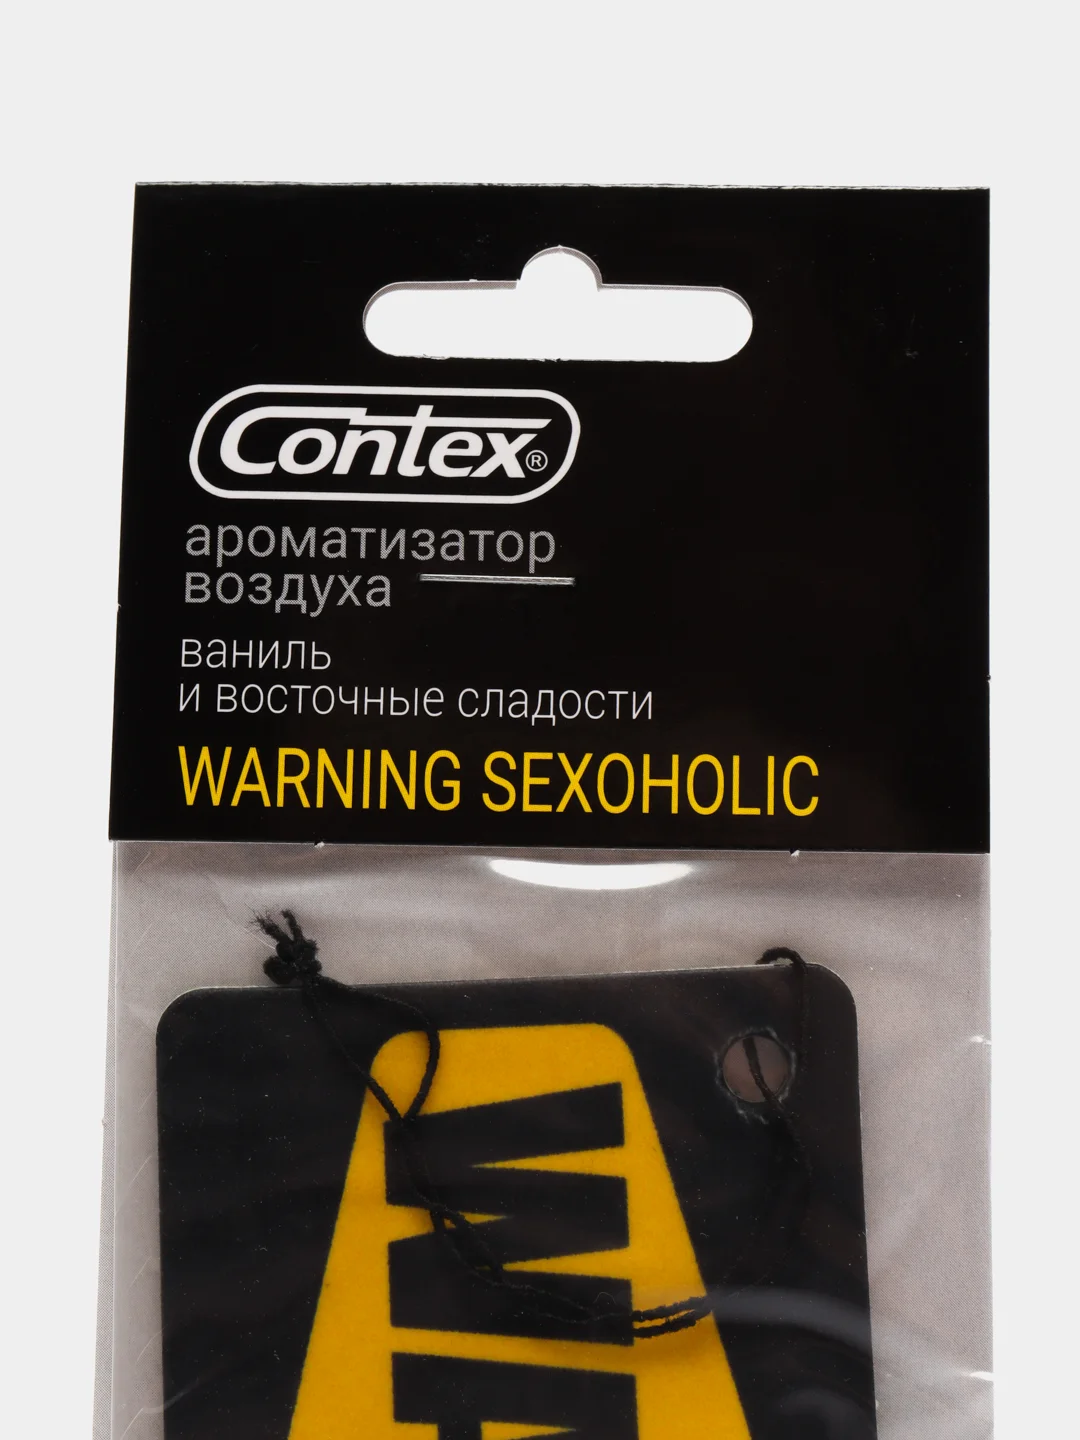 Contex®
ароматизатор
воздуха
ваниль
и восточные сладости
WARNING SEXOHOLIC